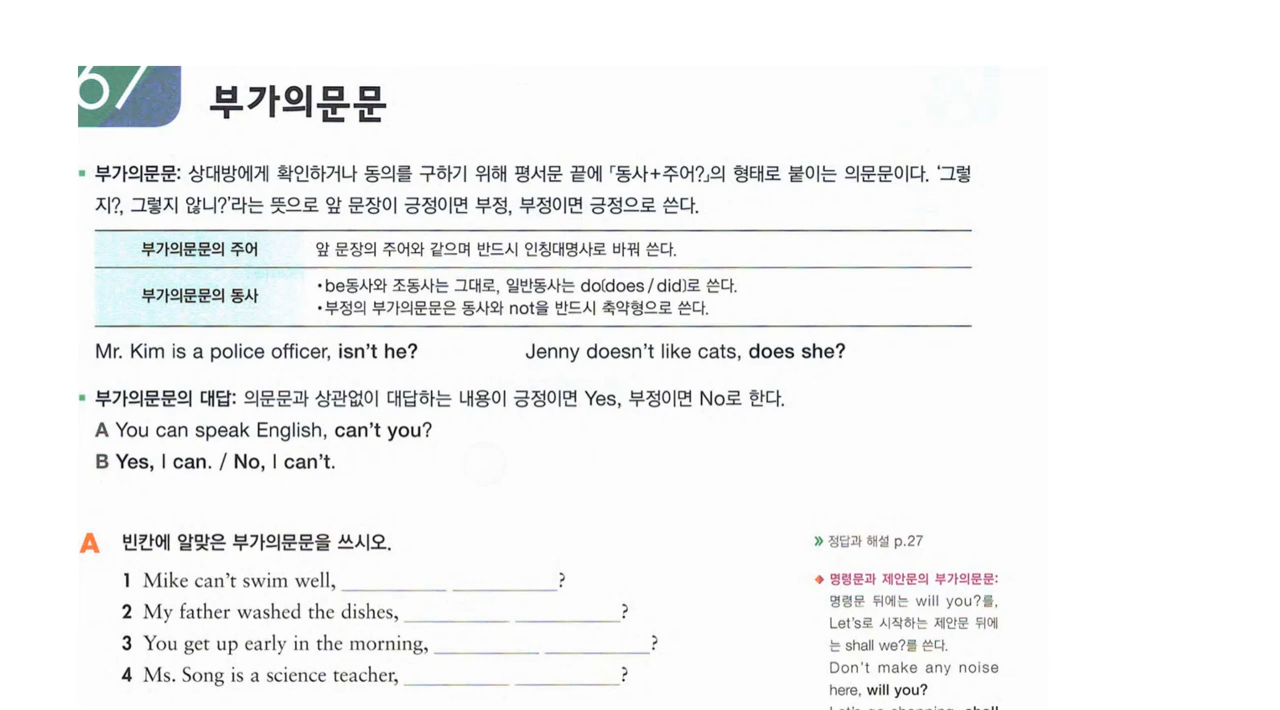 67
부가의문문
▪ 부가의문문: 상대방에게 확인하거나 동의를 구하기 위해 평서문 끝에 「동사+주어?」의 형태로 붙이는 의문문이다. ‘그렇
지?, 그렇지 않니?’라는 뜻으로 앞 문장이 긍정이면 부정, 부정이면 긍정으로 쓴다.
부가의문문의 주어 앞 문장의 주어와 같으며 반드시 인칭대명사로 바꿔 쓴다.
부가의문문의 동사
•be동사와 조동사는 그대로, 일반동사는 do(does / did)로 쓴다.
•부정의 부가의문문은 동사와 not을 반드시 축약형으로 쓴다.
Mr. Kim is a police officer, isn’t he? Jenny doesn’t like cats, does she?
▪ 부가의문문의 대답: 의문문과 상관없이 대답하는 내용이 긍정이면 Yes, 부정이면 No로 한다.
A You can speak English, can’t you?
B Yes, I can. / No, I can’t.
A 빈칸에 알맞은 부가의문문을 쓰시오.
1 Mike can’t swim well, ________ ________?
2 My father washed the dishes, ________ ________?
3 You get up early in the morning, ________ ________?
4 Ms. Song is a science teacher, ________ ________?
» 정답과 해설 p.27
◆ 명령문과 제안문의 부가의문문:
명령문 뒤에는 will you?를,
Let’s로 시작하는 제안문 뒤에
는 shall we?를 쓴다.
Don’t make any noise
here, will you?
Let’s go shopping, shall